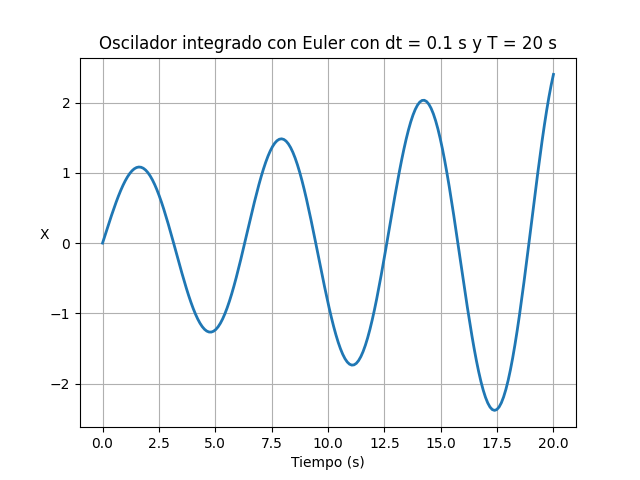 Oscilador integrado con Euler con dt = 0.1 s y T = 20 s
2
1
X
0
−1
−2
0.0 2.5 5.0 7.5 10.0 12.5 15.0 17.5 20.0
Tiempo (s)